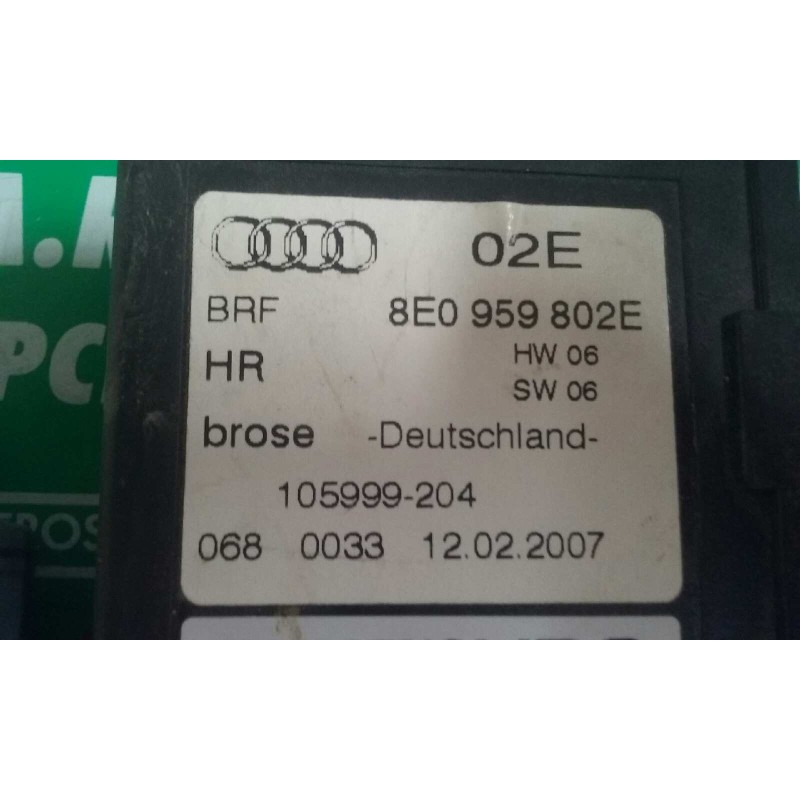 02E
BRF 8E0 959 802E
HR HW 06
SW 06
brose -Deutschland-
105999-204
068 0033 12.02.2007